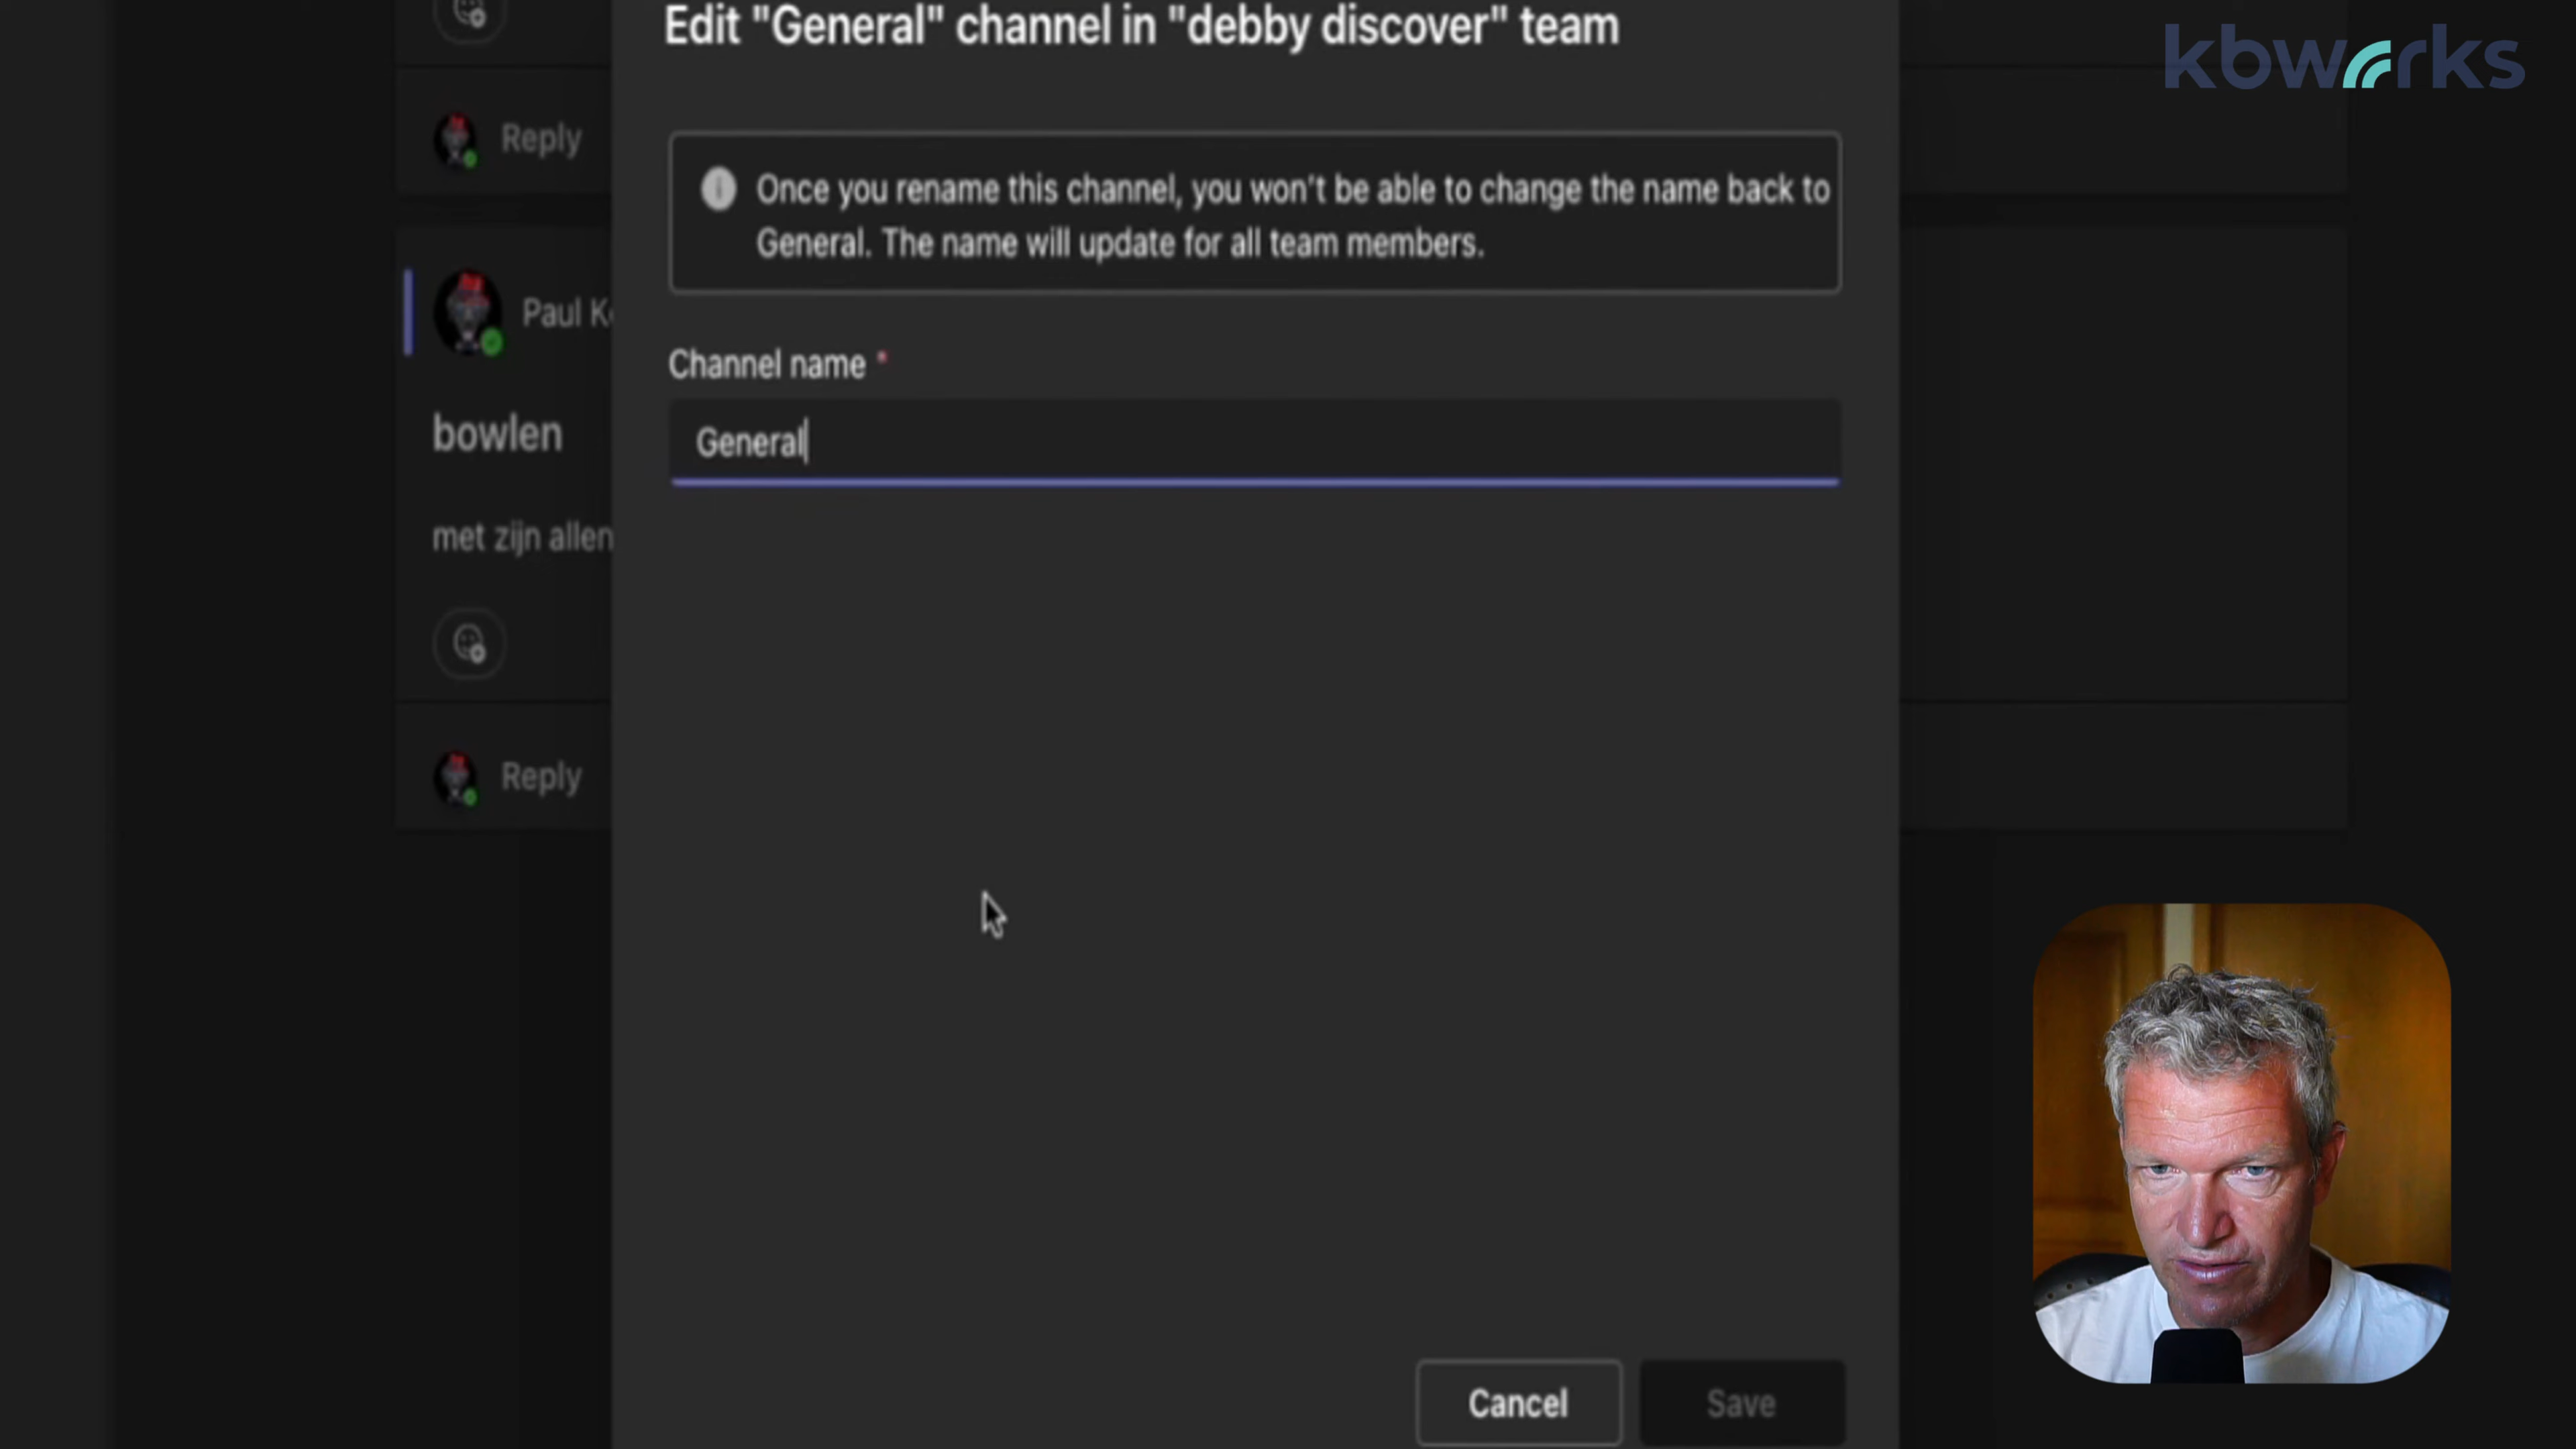 Edit "General" channel in "debby discover" team
kbworks
Reply
Once you rename this channel, you won't be able to change the name back to
General. The name will update for all team members.
Paul
Channel name *
General
bowlen
met zijn allen
Reply
Cancel
Save